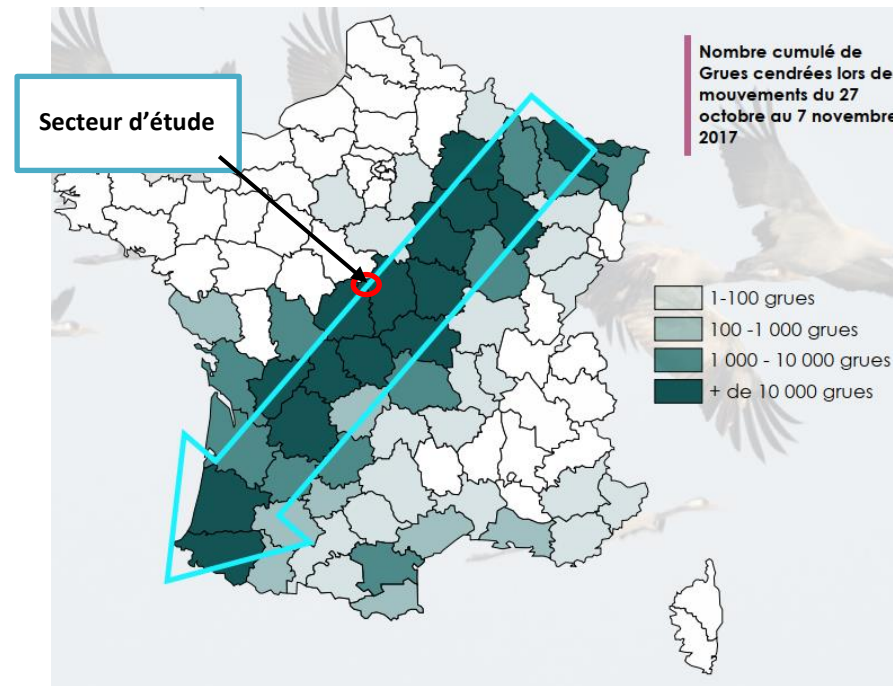 Secteur d'étude
Nombre cumulé de
Grues cendrées lors de
mouvements du 27
octobre au 7 novembre
2017
1-100 grues
100 -1 000 grues
1 000 - 10 000 grues
+ de 10 000 grues